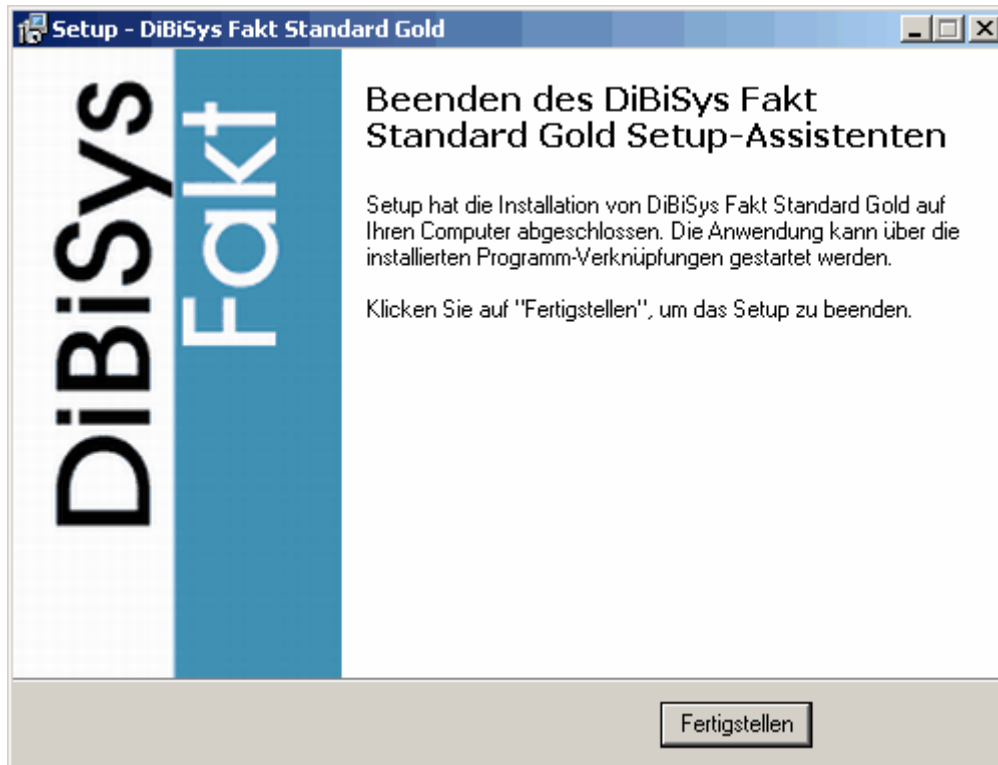 Setup - DiBiSys Fakt Standard Gold
DiBiSys
Fakt
Beenden des DiBiSys Fakt
Standard Gold Setup-Assistenten
Setup hat die Installation von DiBiSys Fakt Standard Gold auf
Ihren Computer abgeschlossen. Die Anwendung kann über die
installierten Programm-Verknüpfungen gestartet werden.
Klicken Sie auf "Fertigstellen", um das Setup zu beenden.
Fertigstellen